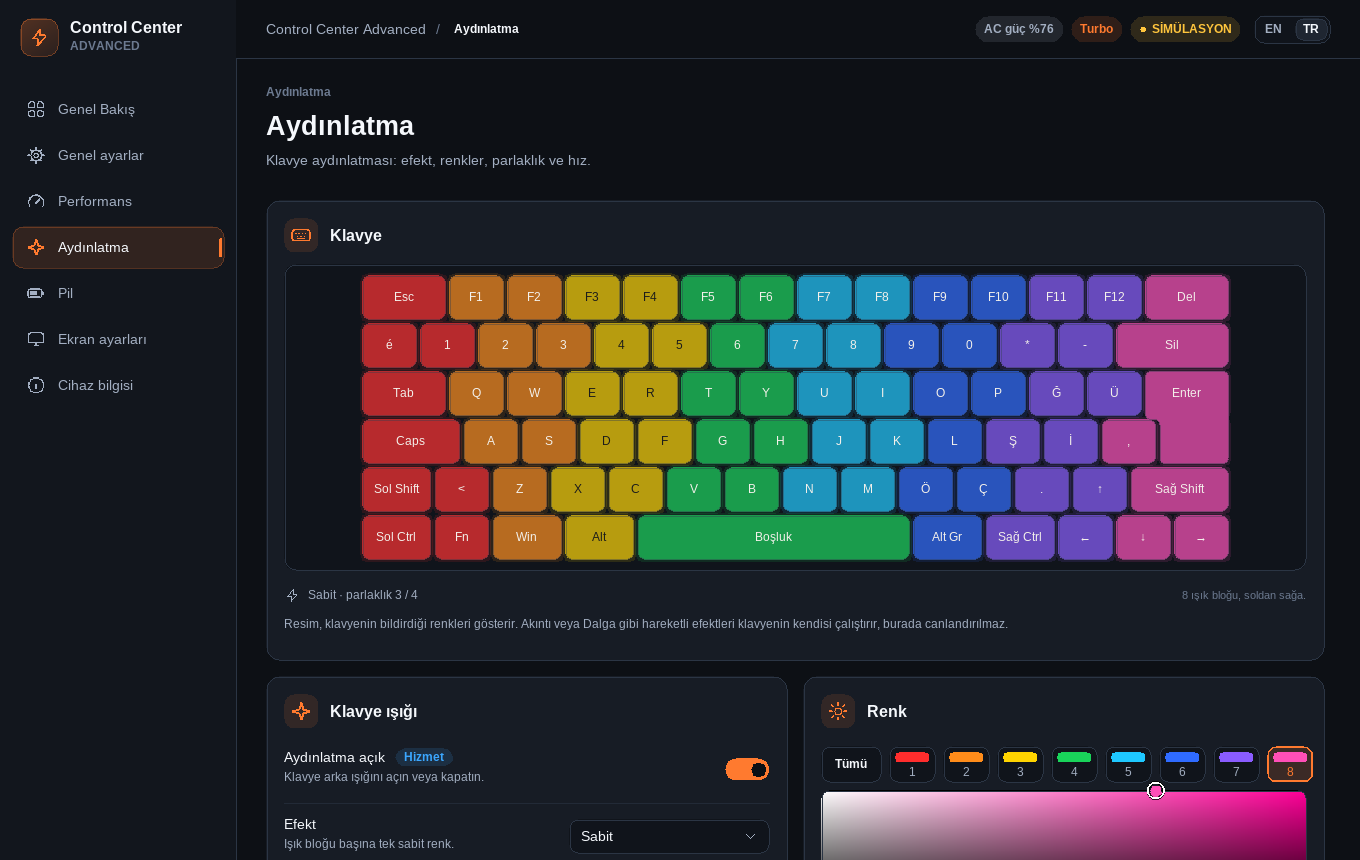 Control Center
ADVANCED
Genel Bakış
Genel ayarlar
Performans
Aydınlatma
Pil
Ekran ayarları
Cihaz bilgisi
Control Center Advanced / Aydınlatma
AC güç %76 Turbo SİMÜLASYON EN TR
Aydınlatma
Aydınlatma
Klavye aydınlatması: efekt, renkler, parlaklık ve hız.
Klavye
Esc F1 F2 F3 F4 F5 F6 F7 F8 F9 F10 F11 F12 Del
é 1 2 3 4 5 6 7 8 9 0 * - Sil
Tab Q W E R T Y U I O P Ğ Ü Enter
Caps A S D F G H J K L Ş İ ,
Sol Shift < Z X C V B N M Ö Ç . ↑ Sağ Shift
Sol Ctrl Fn Win Alt Boşluk Alt Gr Sağ Ctrl ← ↓ →
Sabit · parlaklık 3 / 4
8 ışık bloğu, soldan sağa.
Resim, klavyenin bildirdiği renkleri gösterir. Akıntı veya Dalga gibi hareketli efektleri klavyenin kendisi çalıştırır, burada canlandırılmaz.
Klavye ışığı
Aydınlatma açık Hizmet
Klavye arka ışığını açın veya kapatın.
Efekt
Işık bloğu başına tek sabit renk.
Sabit
Renk
Tümü 1 2 3 4 5 6 7 8